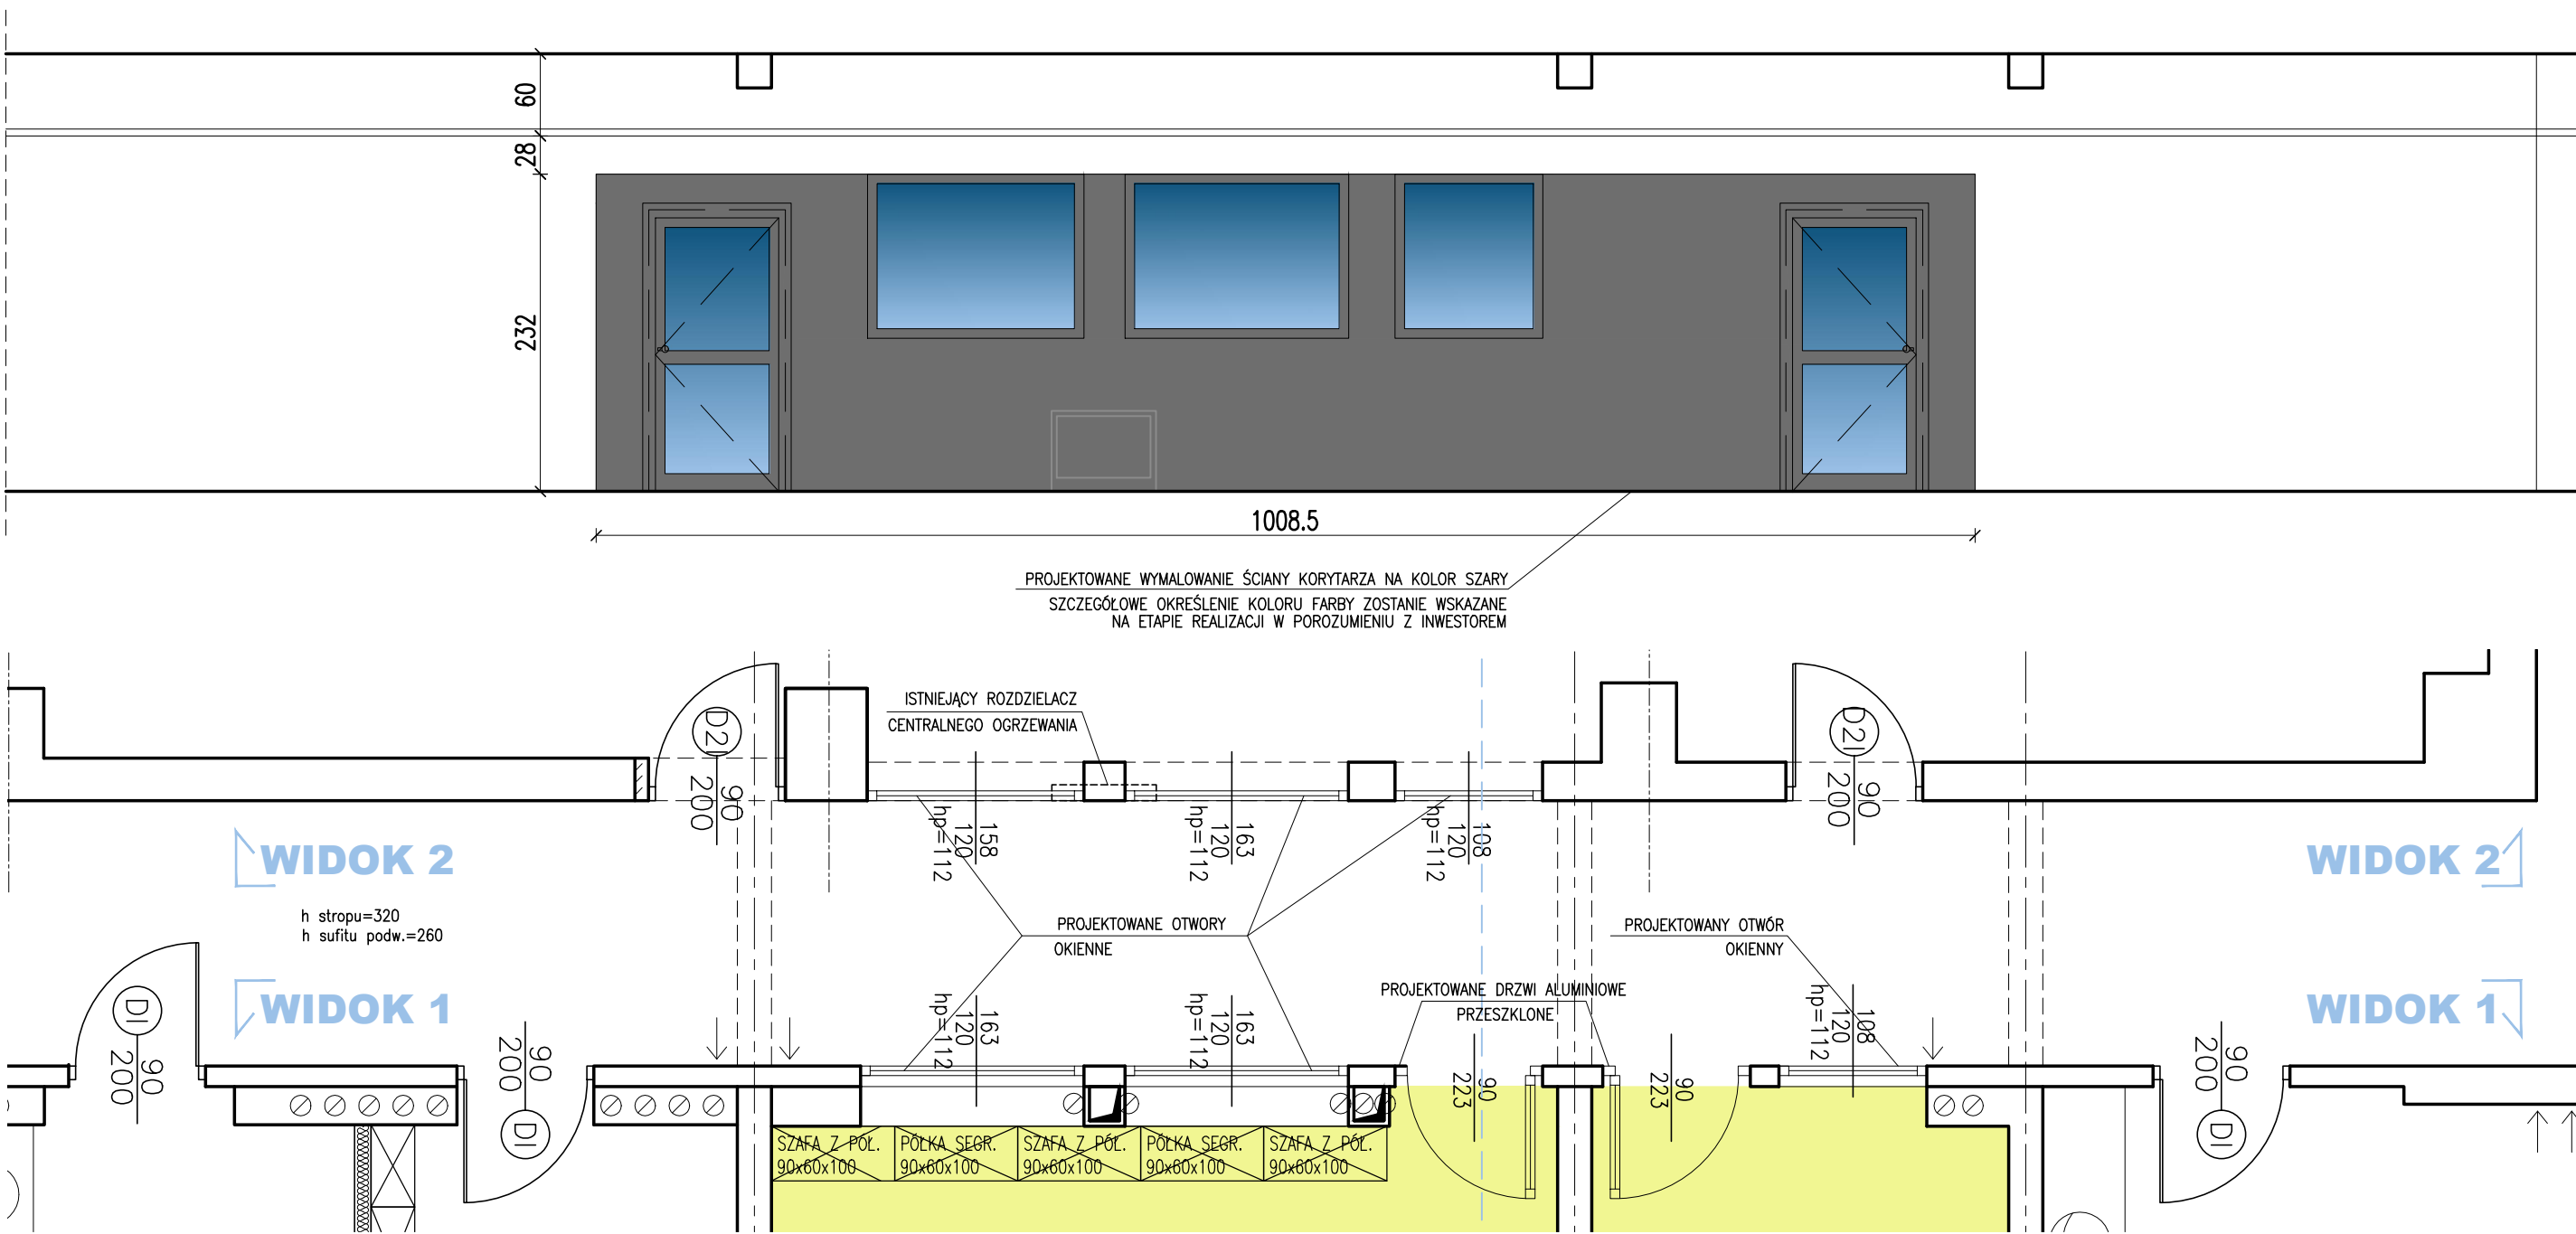 60
28
232
1008.5
PROJEKTOWANE WYMALOWANIE ŚCIANY KORYTARZA NA KOLOR SZARY
SZCZEGÓŁOWE OKREŚLENIE KOLORU FARBY ZOSTANIE WSKAZANE
NA ETAPIE REALIZACJI W POROZUMIENIU Z INWESTOREM
ISTNIEJĄCY ROZDZIELACZ
CENTRALNEGO OGRZEWANIA
D21
90
200
D21
90
200
158
120
hp=112
163
120
hp=112
108
120
hp=112
WIDOK 2
WIDOK 2
h stropu=320
h sufitu podw.=260
PROJEKTOWANE OTWORY
OKIENNE
PROJEKTOWANY OTWÓR
OKIENNY
WIDOK 1
WIDOK 1
PROJEKTOWANE DRZWI ALUMINIOWE
PRZESZKLONE
163
120
hp=112
163
120
hp=112
108
120
hp=112
D1
90
200
90
200
D1
90
223
90
223
90
200
D1
SZAFA Z PÓŁ.
90x60x100
PÓŁKA SEGR.
90x60x100
SZAFA Z PÓŁ.
90x60x100
PÓŁKA SEGR.
90x60x100
SZAFA Z PÓŁ.
90x60x100